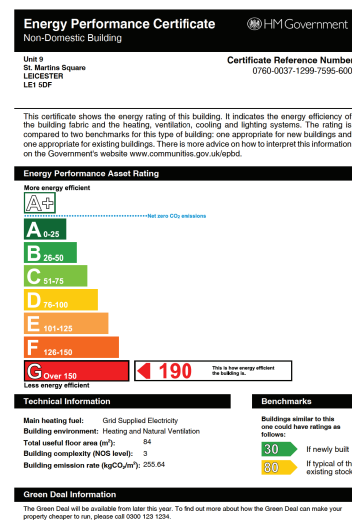 Energy Performance Certificate
Non-Domestic Building
HM Government
Unit 9
St. Martins Square
LEICESTER
LE1 5DF
Certificate Reference Number
0760-0037-1299-7595-600
This certificate shows the energy rating of this building. It indicates the energy efficiency of
the building fabric and the heating, ventilation, cooling and lighting systems. The rating is
compared to two benchmarks for this type of building: one appropriate for new buildings and
one appropriate for existing buildings. There is more advice on how to interpret this information
on the Government's website www.communities.gov.uk/epbd.
Energy Performance Asset Rating
More energy efficient
A+
Net zero CO₂ emissions
A 0-25
B 26-50
C 51-75
D 76-100
E 101-125
F 126-150
G Over 150
190
This is how energy efficient
the building is.
Less energy efficient
Technical Information
Main heating fuel: Grid Supplied Electricity
Building environment: Heating and Natural Ventilation
Total useful floor area (m²): 84
Building complexity (NOS level): 3
Building emission rate (kgCO₂/m²): 255.64
Benchmarks
Buildings similar to this
one could have ratings as
follows:
30 If newly built
80 If typical of th
existing stock
Green Deal Information
The Green Deal will be available from later this year. To find out more about how the Green Deal can make your
property cheaper to run, please call 0300 123 1234.